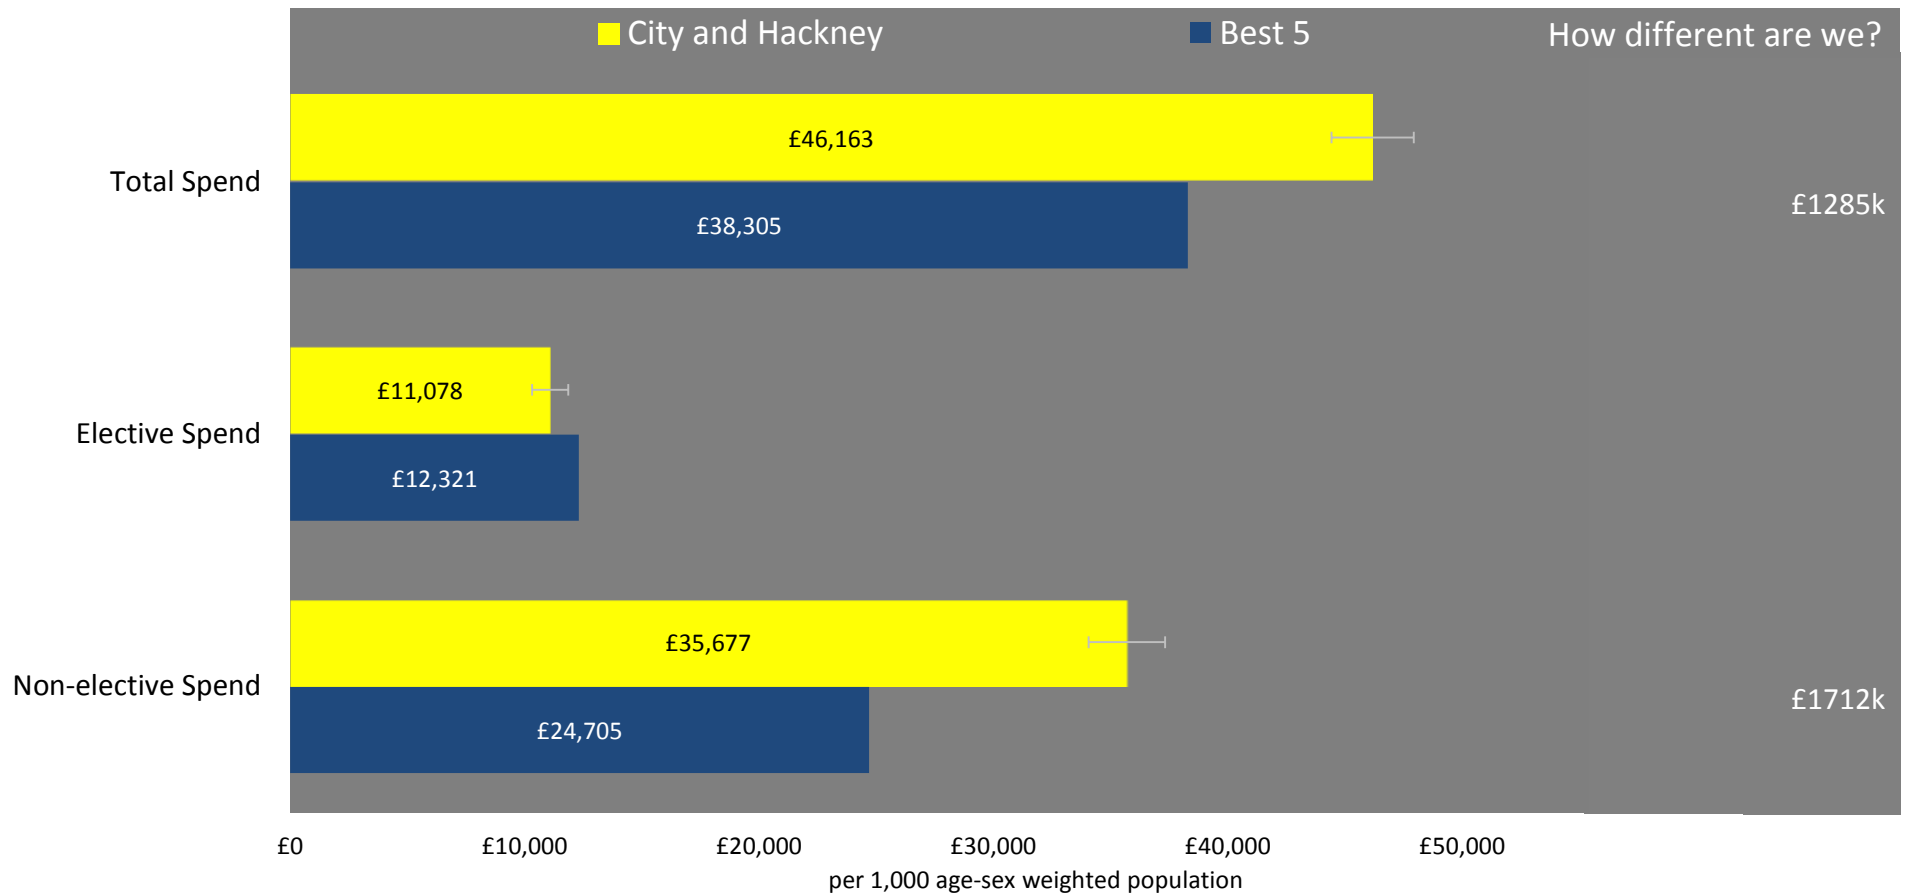 City and Hackney
Best 5
How different are we?
Total Spend
£46,163
£38,305
£1285k
Elective Spend
£11,078
£12,321
Non-elective Spend
£35,677
£24,705
£1712k
£0 £10,000 £20,000 £30,000 £40,000 £50,000
per 1,000 age-sex weighted population